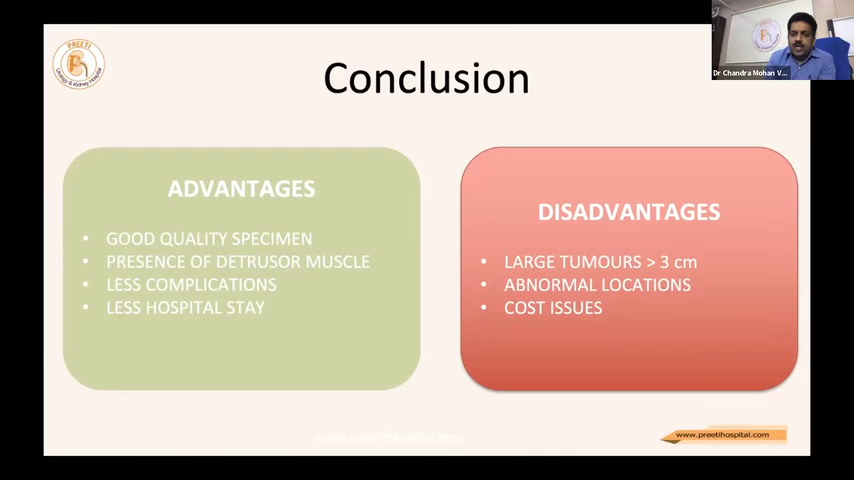 PREETI
Urology & Kidney Hospital
Dr Chandra Mohan V...
Conclusion
ADVANTAGES
• GOOD QUALITY SPECIMEN
• PRESENCE OF DETRUSOR MUSCLE
• LESS COMPLICATIONS
• LESS HOSPITAL STAY
DISADVANTAGES
• LARGE TUMOURS > 3 cm
• ABNORMAL LOCATIONS
• COST ISSUES
www.preetihospital.com